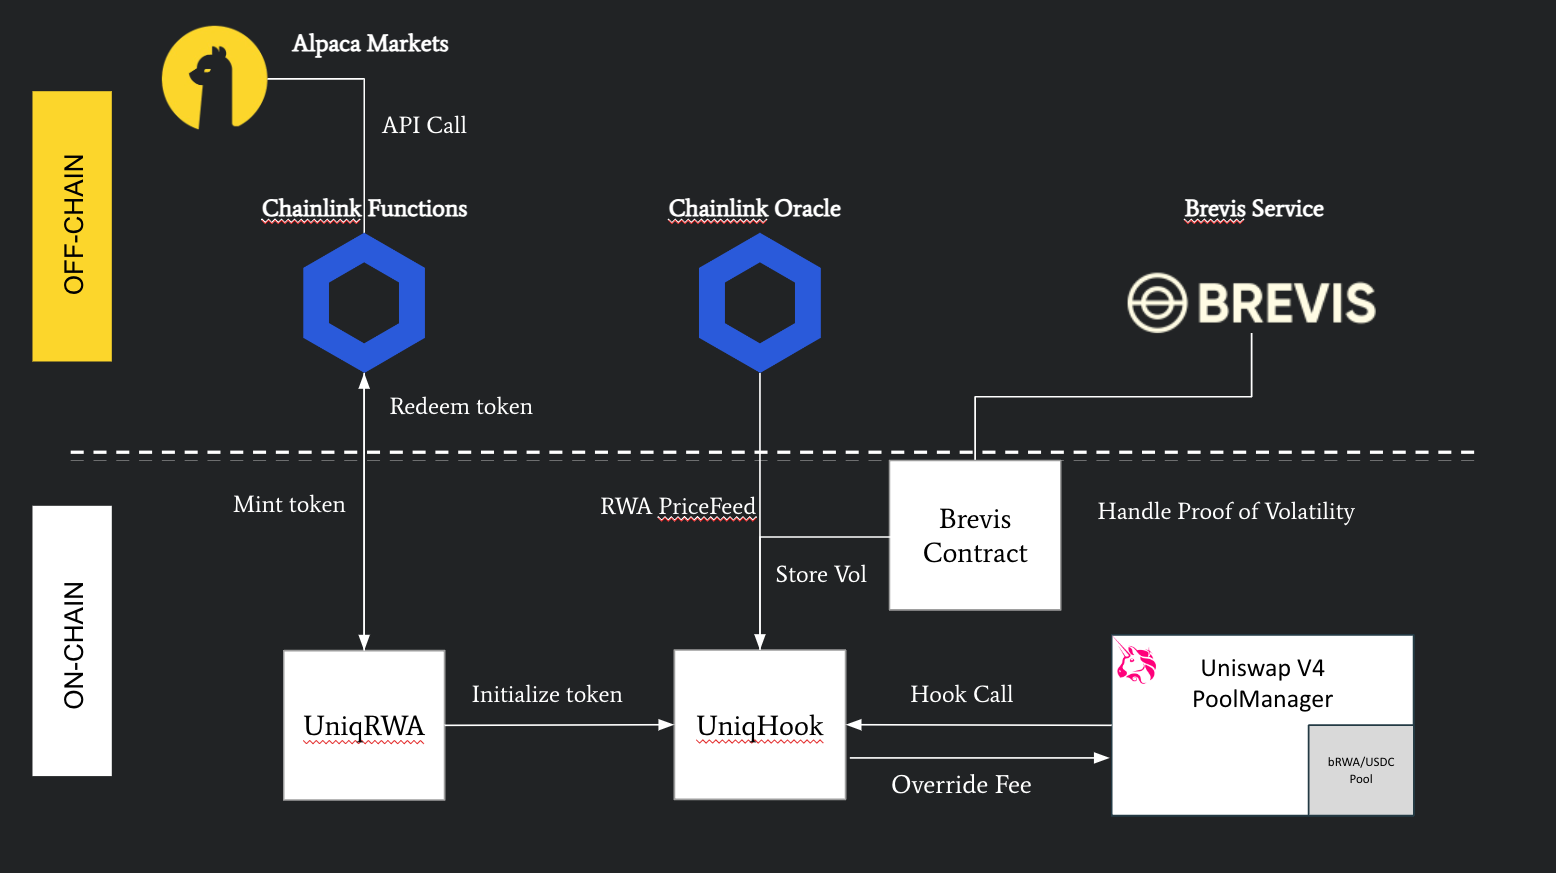 Alpaca Markets
API Call
OFF-CHAIN
Chainlink Functions
Chainlink Oracle
Brevis Service
BREVIS
Redeem token
Mint token
RWA PriceFeed
Brevis
Contract
Handle Proof of Volatility
Store Vol
ON-CHAIN
UniqRWA
Initialize token
UniqHook
Hook Call
Override Fee
Uniswap V4
PoolManager
bRWA/USDC
Pool